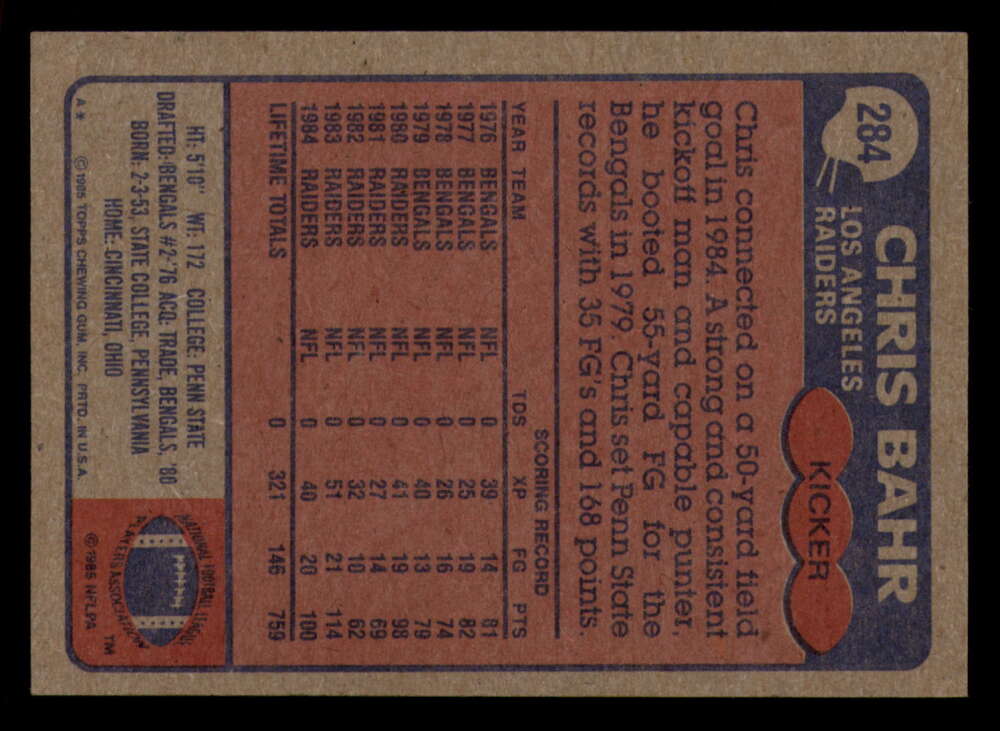 284
CHRIS BAHR
LOS ANGELES
RAIDERS
KICKER
Chris connected on a 50-yard field
goal in 1984. A strong and consistent
kickoff man and capable punter,
he booted 55-yard FG for the
Bengals in 1979. Chris set Penn State
records with 35 FG's and 168 points.
SCORING RECORD
YEAR TEAM TDS XP FG PTS
1976 BENGALS NFL 0 39 14 81
1977 BENGALS NFL 0 25 19 82
1978 BENGALS NFL 0 26 16 74
1979 BENGALS NFL 0 40 13 79
1980 RAIDERS NFL 0 41 19 98
1981 RAIDERS NFL 0 27 14 69
1982 RAIDERS NFL 0 32 10 62
1983 RAIDERS NFL 0 51 21 114
1984 RAIDERS NFL 0 40 20 100
LIFETIME TOTALS 0 321 146 759
HT: 5'10" WT: 172 COLLEGE: PENN STATE
DRAFTED: BENGALS #2-'76 ACQ: TRADE, BENGALS, '80
BORN: 2-3-53, STATE COLLEGE, PENNSYLVANIA
HOME: CINCINNATI, OHIO
A* © 1985 TOPPS CHEWING GUM, INC. PRTD. IN U.S.A.
NATIONAL FOOTBALL LEAGUE
PLAYERS ASSOCIATION
TM
© 1985 NFLPA